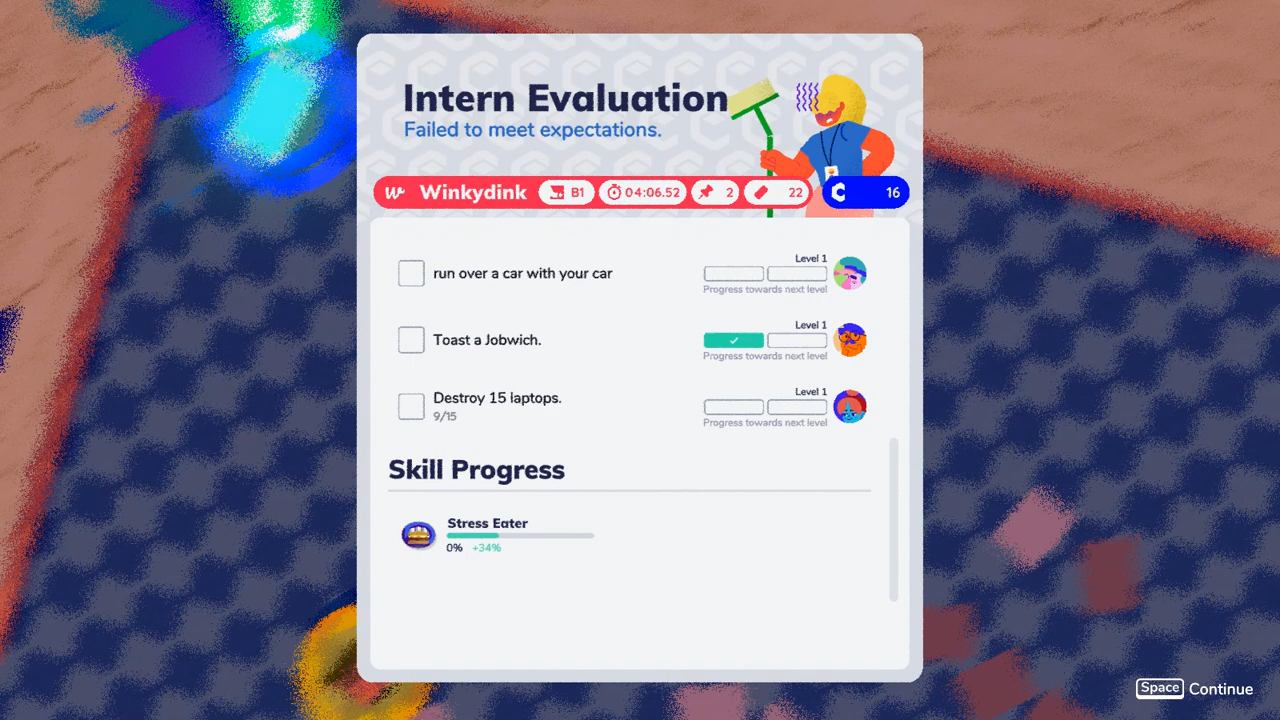 Intern Evaluation
Failed to meet expectations.
Winkydink B1 04:06.52 2 22 16
run over a car with your car
Level 1
Progress towards next level
Toast a Jobwich.
Level 1
Progress towards next level
Destroy 15 laptops.
9/15
Level 1
Progress towards next level
Skill Progress
Stress Eater
0% +34%
Space Continue